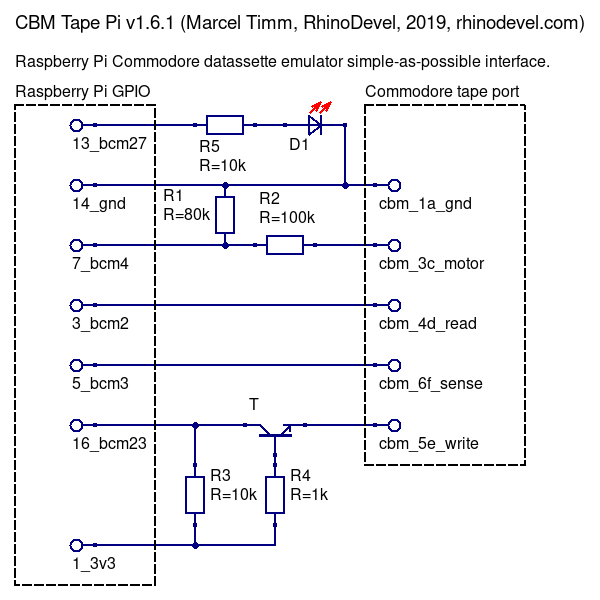 CBM Tape Pi v1.6.1 (Marcel Timm, RhinoDevel, 2019, rhinodevel.com)
Raspberry Pi Commodore datassette emulator simple-as-possible interface.
Raspberry Pi GPIO
Commodore tape port
13_bcm27
R5
R=10k
D1
14_gnd
R1
R=80k
R2
R=100k
cbm_1a_gnd
7_bcm4
cbm_3c_motor
3_bcm2
cbm_4d_read
5_bcm3
cbm_6f_sense
T
16_bcm23
cbm_5e_write
R3
R=10k
R4
R=1k
1_3v3